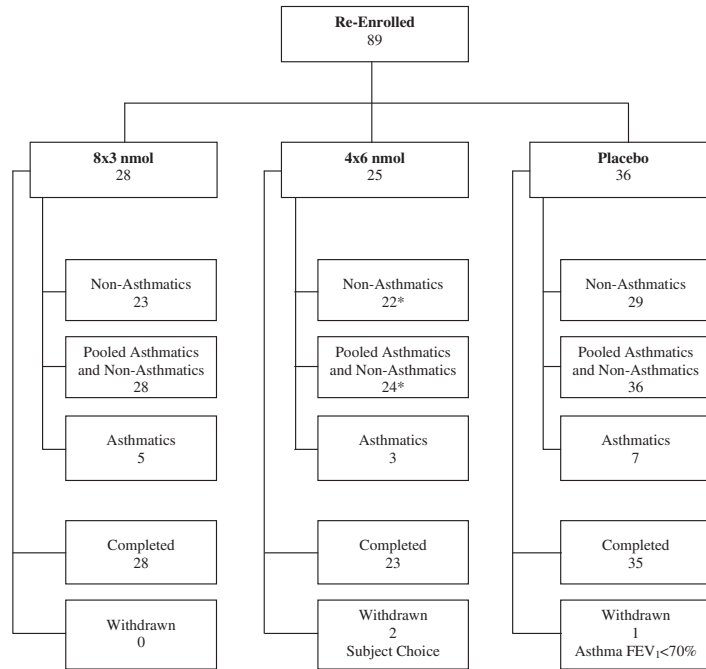 Re-Enrolled
89
8x3 nmol
28
4x6 nmol
25
Placebo
36
Non-Asthmatics
23
Non-Asthmatics
22*
Non-Asthmatics
29
Pooled Asthmatics
and Non-Asthmatics
28
Pooled Asthmatics
and Non-Asthmatics
24*
Pooled Asthmatics
and Non-Asthmatics
36
Asthmatics
5
Asthmatics
3
Asthmatics
7
Completed
28
Completed
23
Completed
35
Withdrawn
0
Withdrawn
2
Subject Choice
Withdrawn
1
Asthma FEV₁<70%